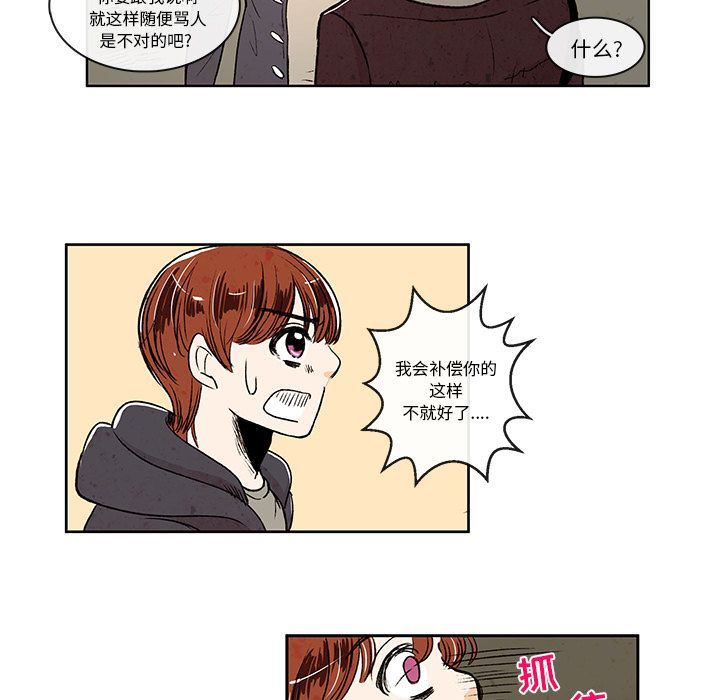 就这样随便骂人
是不对的吧?
什么?
我会补偿你的
这样
不就好了....
抓